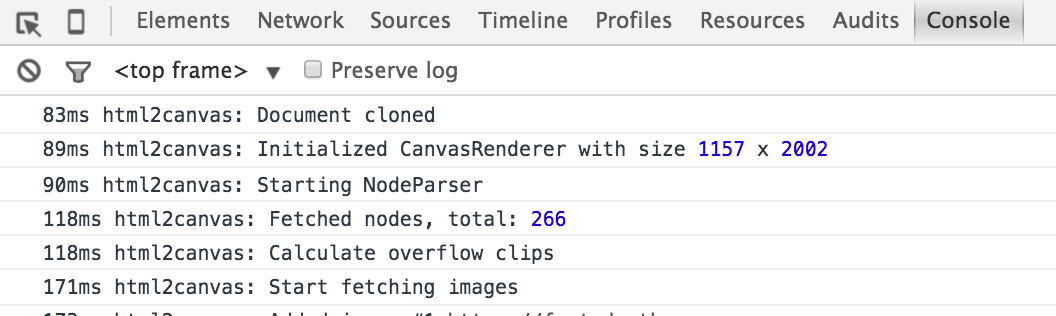 Elements Network Sources Timeline Profiles Resources Audits Console
<top frame> ▼ Preserve log
83ms html2canvas: Document cloned
89ms html2canvas: Initialized CanvasRenderer with size 1157 x 2002
90ms html2canvas: Starting NodeParser
118ms html2canvas: Fetched nodes, total: 266
118ms html2canvas: Calculate overflow clips
171ms html2canvas: Start fetching images